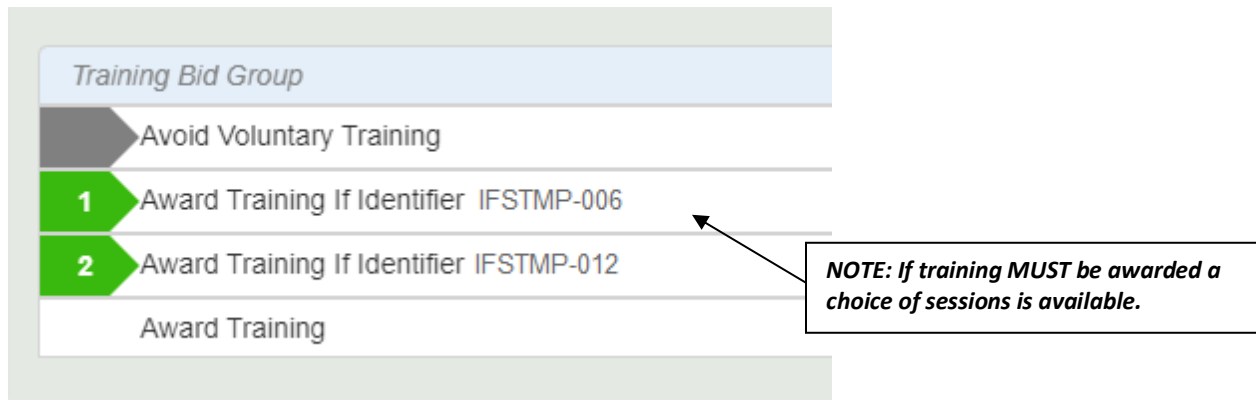 Training Bid Group
Avoid Voluntary Training
1 Award Training If Identifier IFSTMP-006
2 Award Training If Identifier IFSTMP-012
Award Training
NOTE: If training MUST be awarded a
choice of sessions is available.